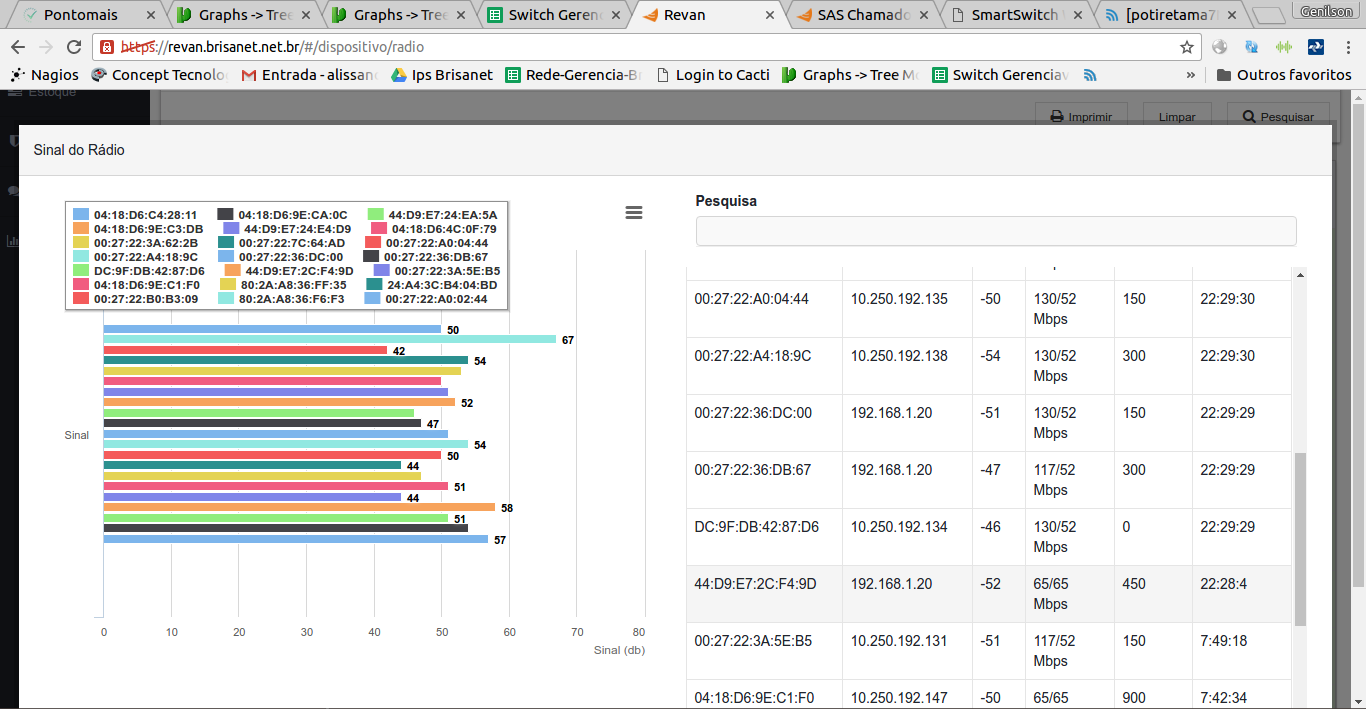 Pontomais Graphs -> Tree Graphs -> Tree Switch Geren Revan SAS Chamado SmartSwitch [potiretama7 Genilson
https://revan.brisanet.net.br/#/dispositivo/radio
Nagios Concept Tecnolo Entrada - alissan Ips Brisanet Rede-Gerencia-B Login to Cacti Graphs -> Tree Mo Switch Gerencia » Outros favoritos
Estoque
Imprimir Limpar Pesquisar
Sinal do Rádio
04:18:D6:C4:28:11 04:18:D6:9E:CA:0C 44:D9:E7:24:EA:5A
04:18:D6:9E:C3:DB 44:D9:E7:24:E4:D9 04:18:D6:4C:0F:79
00:27:22:3A:62:2B 00:27:22:7C:64:AD 00:27:22:A0:04:44
00:27:22:A4:18:9C 00:27:22:36:DC:00 00:27:22:36:DB:67
DC:9F:DB:42:87:D6 44:D9:E7:2C:F4:9D 00:27:22:3A:5E:B5
04:18:D6:9E:C1:F0 80:2A:A8:36:FF:35 24:A4:3C:B4:04:BD
00:27:22:B0:B3:09 80:2A:A8:36:F6:F3 00:27:22:A0:02:44
50
67
42
54
52
47
54
50
44
51
44
58
51
57
Sinal
0 10 20 30 40 50 60 70 80
Sinal (db)
Pesquisa
00:27:22:A0:04:44 10.250.192.135 -50 130/52 150 22:29:30
Mbps
00:27:22:A4:18:9C 10.250.192.138 -54 130/52 300 22:29:30
Mbps
00:27:22:36:DC:00 192.168.1.20 -51 130/52 150 22:29:29
Mbps
00:27:22:36:DB:67 192.168.1.20 -47 117/52 300 22:29:29
Mbps
DC:9F:DB:42:87:D6 10.250.192.134 -46 130/52 0 22:29:29
Mbps
44:D9:E7:2C:F4:9D 192.168.1.20 -52 65/65 450 22:28:4
Mbps
00:27:22:3A:5E:B5 10.250.192.131 -51 117/52 150 7:49:18
Mbps
04:18:D6:9E:C1:F0 10.250.192.147 -50 65/65 900 7:42:34